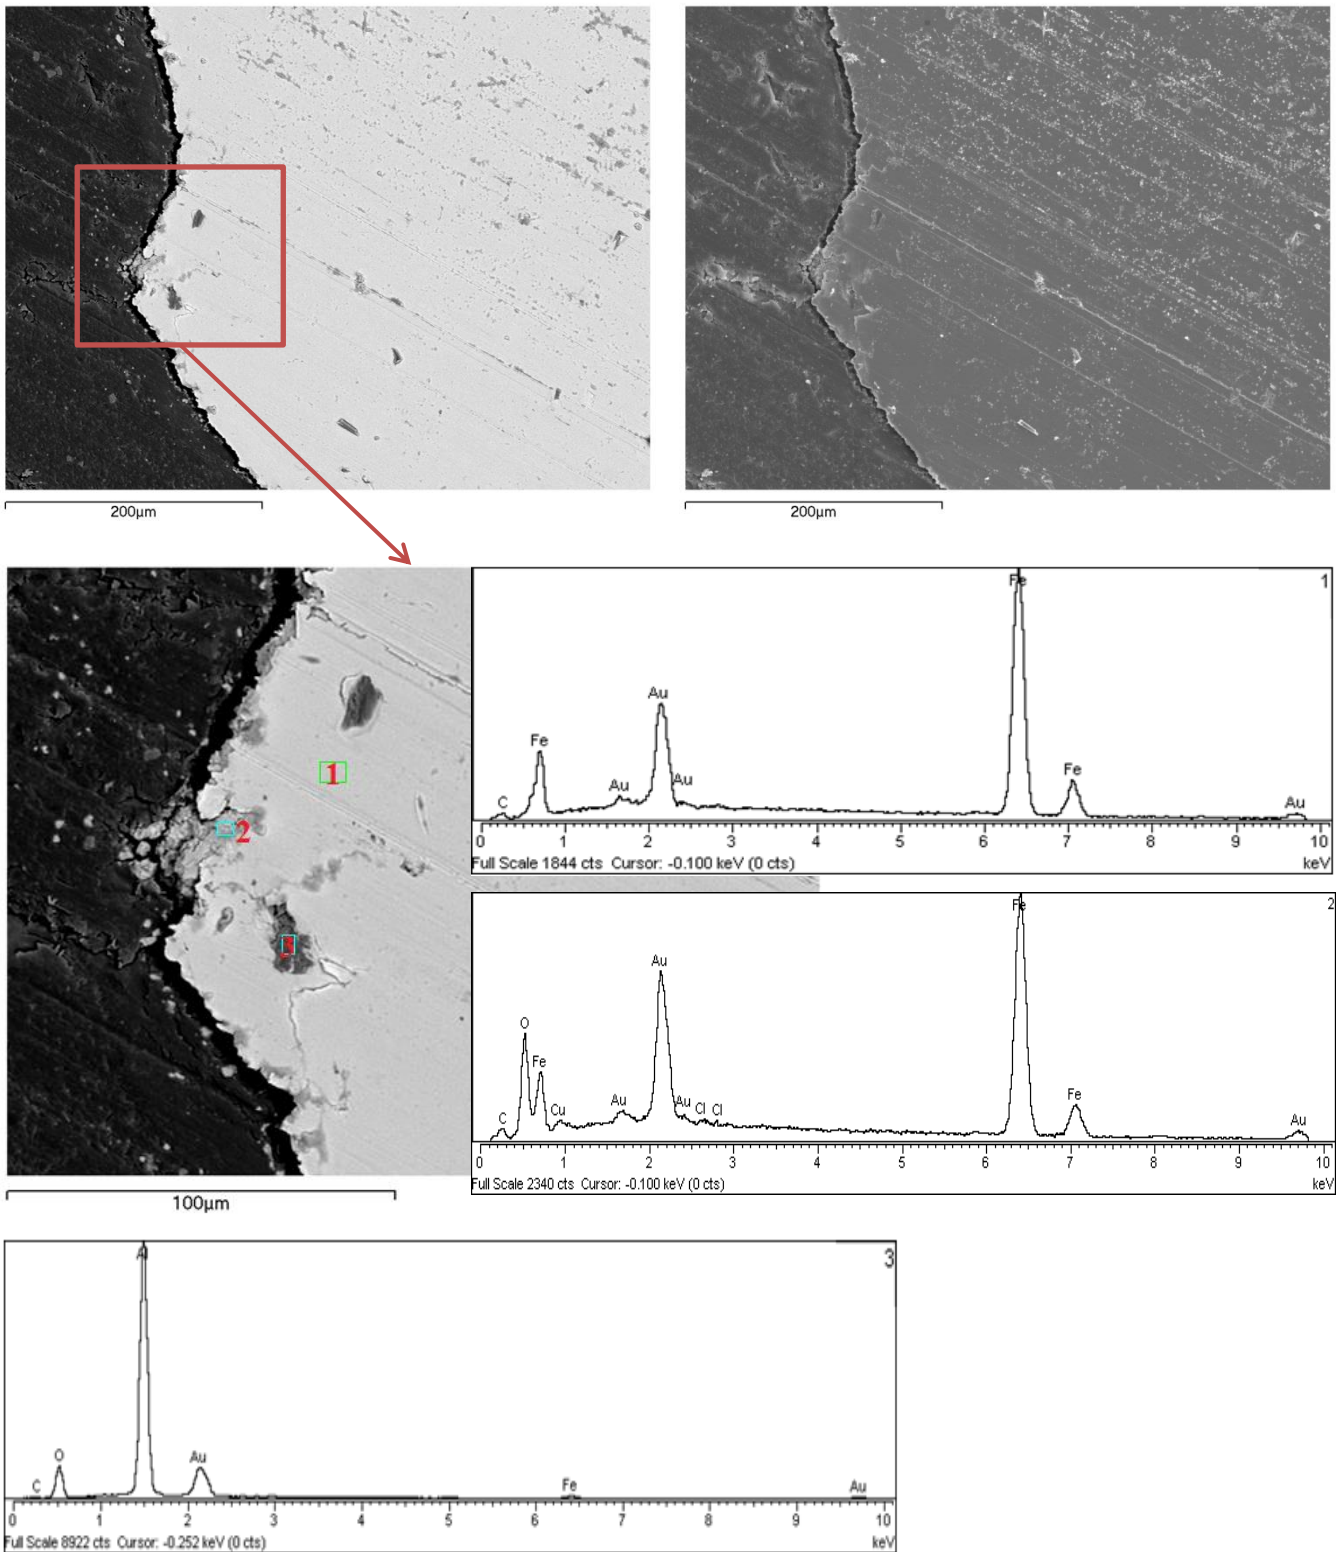 200µm
200µm
1
2
3
100µm
Fe
1
Au
Fe
Fe
Au
Au
C
Au
0 1 2 3 4 5 6 7 8 9 10
Full Scale 1844 cts Cursor: -0.100 keV (0 cts)
keV
Fe
2
Au
O
Fe
Cu
Au
Au
Cl
Cl
Fe
C
Au
0 1 2 3 4 5 6 7 8 9 10
Full Scale 2340 cts Cursor: -0.100 keV (0 cts)
keV
Al
3
O
Au
C
Fe
Au
0 1 2 3 4 5 6 7 8 9 10
Full Scale 8922 cts Cursor: -0.252 keV (0 cts)
keV